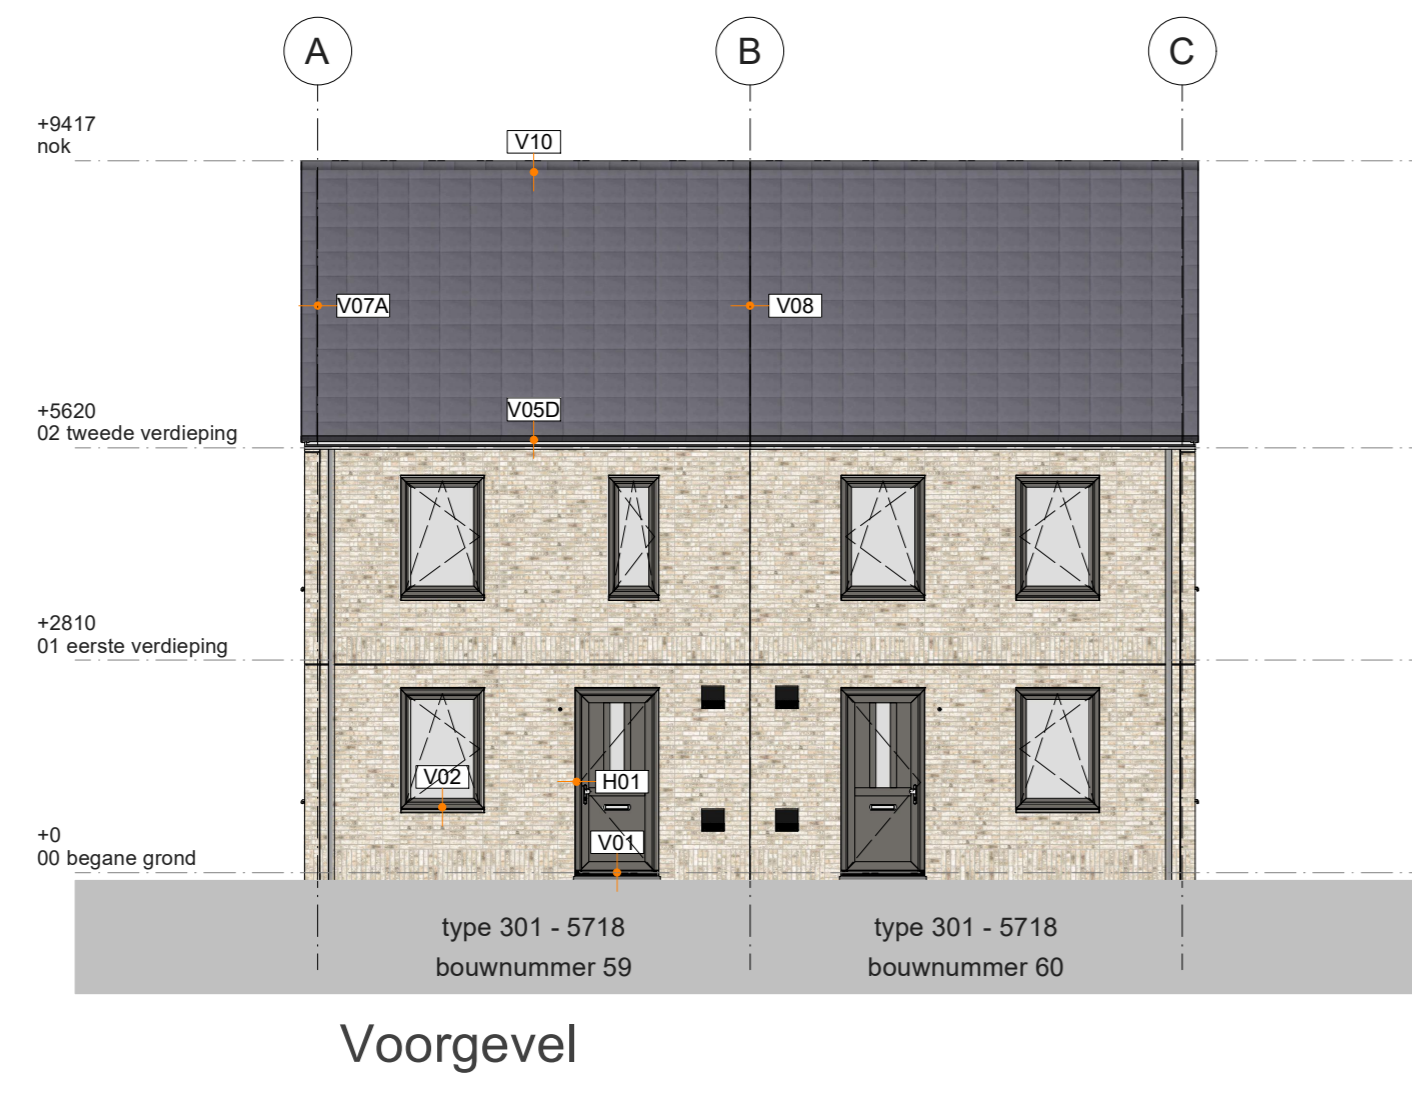 A
B
C
+9417
nok
V10
V07A
V08
+5620
02 tweede verdieping
V05D
+2810
01 eerste verdieping
V02
H01
+0
00 begane grond
V01
type 301 - 5718
bouwnummer 59
type 301 - 5718
bouwnummer 60
Voorgevel